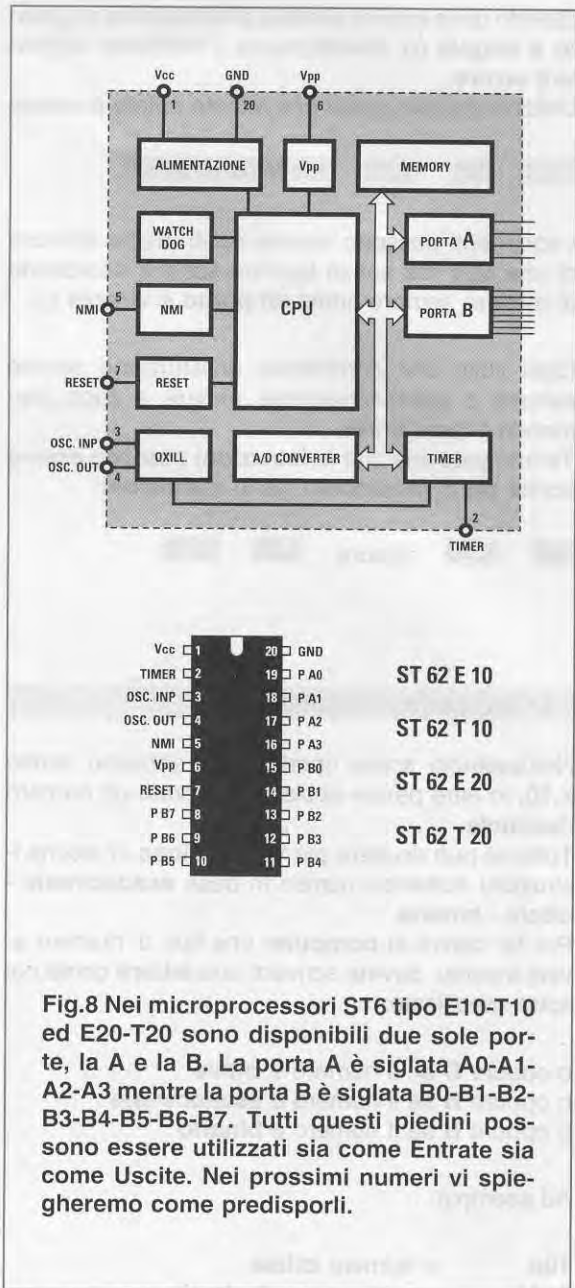 Vcc GND Vpp
1 20 6
ALIMENTAZIONE Vpp MEMORY
WATCH DOG
PORTA A
CPU
5
NMI NMI
PORTA B
7
RESET RESET
3
OSC. INP
OSC. OUT
4
OXILL A/D CONVERTER TIMER
2
TIMER
Vcc 1 20 GND
TIMER 2 19 P A0
OSC. INP 3 18 P A1
OSC. OUT 4 17 P A2
NMI 5 16 P A3
Vpp 6 15 P B0
RESET 7 14 P B1
P B7 8 13 P B2
P B6 9 12 P B3
P B5 10 11 P B4
ST 62 E 10
ST 62 T 10
ST 62 E 20
ST 62 T 20
Fig.8 Nei microprocessori ST6 tipo E10-T10
ed E20-T20 sono disponibili due sole por-
te, la A e la B. La porta A è siglata A0-A1-
A2-A3 mentre la porta B è siglata B0-B1-B2-
B3-B4-B5-B6-B7. Tutti questi piedini pos-
sono essere utilizzati sia come Entrate sia
come Uscite. Nei prossimi numeri vi spie-
gheremo come predisporli.